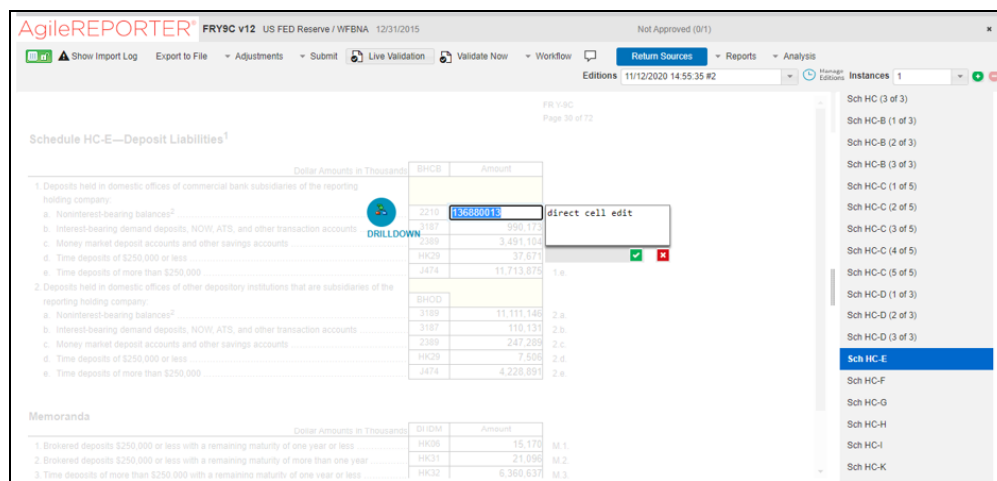 AgileREPORTER® FRY9C v12 US FED Reserve / WFBNA 12/31/2015 Not Approved (0/1)
Show Import Log Export to File Adjustments Submit Live Validation Validate Now Workflow Return Sources Reports Analysis
Editions 11/12/2020 14:55:35 #2 Manage Editions Instances 1
FR Y-9C
Page 30 of 72
Schedule HC-E—Deposit Liabilities1
Dollar Amounts in Thousands BHCB Amount
1. Deposits held in domestic offices of commercial bank subsidiaries of the reporting
holding company:
a. Noninterest-bearing balances2 2210 136880013 direct cell edit
b. Interest-bearing demand deposits, NOW, ATS, and other transaction accounts 3187 990,173
DRILLDOWN
c. Money market deposit accounts and other savings accounts 2389 3,491,104
d. Time deposits of $250,000 or less HK29 37,671
e. Time deposits of more than $250,000 J474 11,713,875 1.e.
2. Deposits held in domestic offices of other depository institutions that are subsidiaries of the
reporting holding company: BHOD
a. Noninterest-bearing balances2 3189 11,111,146 2.a.
b. Interest-bearing demand deposits, NOW, ATS, and other transaction accounts 3187 110,131 2.b.
c. Money market deposit accounts and other savings accounts 2389 247,289 2.c.
d. Time deposits of $250,000 or less HK29 7,506 2.d.
e. Time deposits of more than $250,000 J474 4,228,891 2.e.
Memoranda
Dollar Amounts in Thousands Amount
1. Brokered deposits $250,000 or less with a remaining maturity of one year or less HK06 15,170 M.1.
2. Brokered deposits $250,000 or less with a remaining maturity of more than one year HK31 21,096 M.2.
3. Time deposits of $250,000 or more with a remaining maturity of one year or less HK32 6,360,637 M.3.
Sch HC (3 of 3)
Sch HC-B (1 of 3)
Sch HC-B (2 of 3)
Sch HC-B (3 of 3)
Sch HC-C (1 of 5)
Sch HC-C (2 of 5)
Sch HC-C (3 of 5)
Sch HC-C (4 of 5)
Sch HC-C (5 of 5)
Sch HC-D (1 of 3)
Sch HC-D (2 of 3)
Sch HC-D (3 of 3)
Sch HC-E
Sch HC-F
Sch HC-G
Sch HC-H
Sch HC-I
Sch HC-K